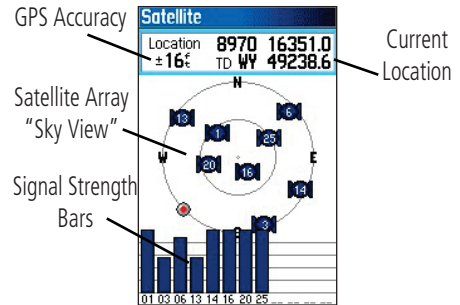 GPS Accuracy
Satellite
Location 8970 16351.0
±16ft TD WY 49238.6
Current
Location
N
6
13
1
25
Satellite Array
"Sky View"
W
E
20
16
14
Signal Strength
Bars
3
S
01 03 06 13 14 16 20 25